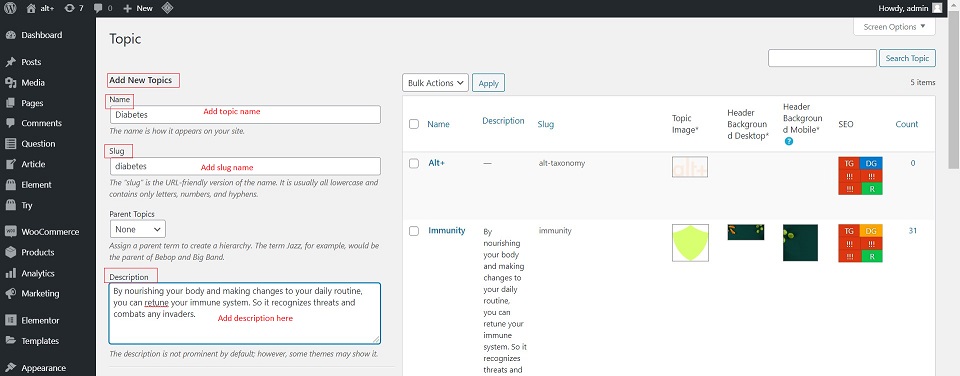 alt+ 7 0 New Howdy, admin
Screen Options
Dashboard
Posts
Media
Pages
Comments
Question
Article
Element
Try
WooCommerce
Products
Analytics
Marketing
Elementor
Templates
Appearance
Topic
Search Topic
Add New Topics
Name
Diabetes Add topic name
The name is how it appears on your site.
Slug
diabetes Add slug name
The "slug" is the URL-friendly version of the name. It is usually all lowercase and
contains only letters, numbers, and hyphens.
Parent Topics
None
Assign a parent term to create a hierarchy. The term Jazz, for example, would be
the parent of Bebop and Big Band.
Description
By nourishing your body and making changes to your daily routine,
you can retune your immune system. So it recognizes threats and
combats any invaders.
Add description here
The description is not prominent by default; however, some themes may show it.
Bulk Actions Apply 5 items
Name Description Slug Topic Image* Header Backgroun d Desktop* Header Backgroun d Mobile* ? SEO Count
Alt+ — alt-taxonomy alt+ 0
TG DG
!!! !!!
!!! R
Immunity immunity 31
By
nourishing
your body
and making
changes to
your daily
routine,
you can
retune your
immune
system. So it
recognizes
threats and
TG DG
!!! !!!
!!! R